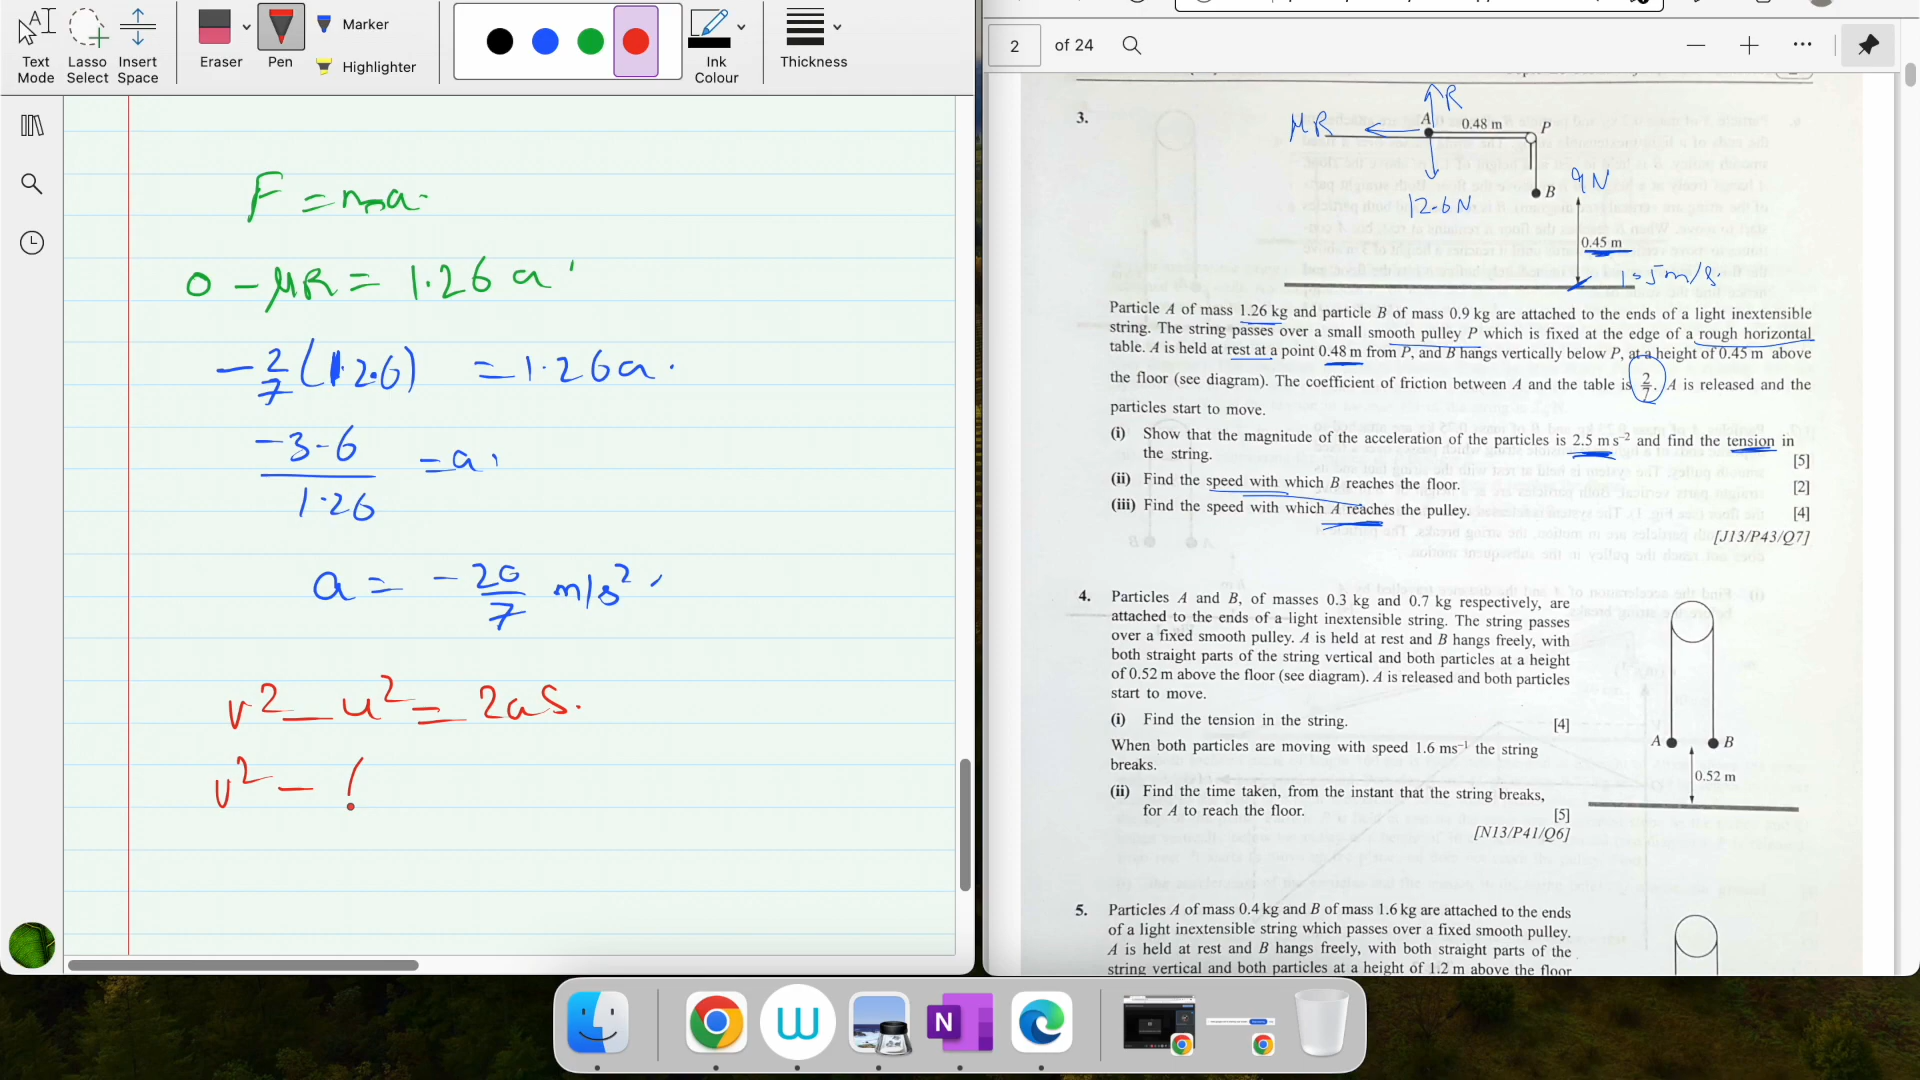 Text Mode
Lasso Select
Insert Space
Eraser
Pen
Marker
Highlighter
Ink Colour
Thickness
F = ma.
0 - μR = 1.26 a
-2/7 (12.6) = 1.26a.
-3.6/1.26 = a
a = -20/7 m/s²
v² - u² = 2as.
v² - (
2 of 24
3.
R
μR
A
0.48 m
P
B
9N
12.6N
0.45 m
1.5m/s.
Particle A of mass 1.26 kg and particle B of mass 0.9 kg are attached to the ends of a light inextensible
string. The string passes over a small smooth pulley P which is fixed at the edge of a rough horizontal
table. A is held at rest at a point 0.48 m from P, and B hangs vertically below P, at a height of 0.45 m above
the floor (see diagram). The coefficient of friction between A and the table is 2/7. A is released and the
particles start to move.
(i) Show that the magnitude of the acceleration of the particles is 2.5 m s⁻² and find the tension in
the string. [5]
(ii) Find the speed with which B reaches the floor. [2]
(iii) Find the speed with which A reaches the pulley. [4]
[J13/P43/Q7]
4. Particles A and B, of masses 0.3 kg and 0.7 kg respectively, are
attached to the ends of a light inextensible string. The string passes
over a fixed smooth pulley. A is held at rest and B hangs freely, with
both straight parts of the string vertical and both particles at a height
of 0.52 m above the floor (see diagram). A is released and both particles
start to move.
(i) Find the tension in the string. [4]
When both particles are moving with speed 1.6 ms⁻¹ the string
breaks.
(ii) Find the time taken, from the instant that the string breaks,
for A to reach the floor. [5]
[N13/P41/Q6]
A
B
0.52 m
5. Particles A of mass 0.4 kg and B of mass 1.6 kg are attached to the ends
of a light inextensible string which passes over a fixed smooth pulley.
A is held at rest and B hangs freely, with both straight parts of the
string vertical and both particles at a height of 1.2 m above the floor
N